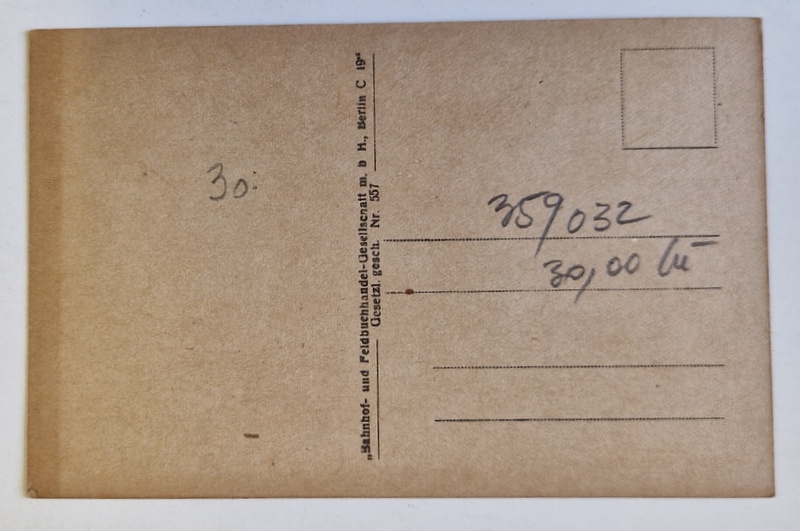 30.
„Bahnhof- und Feldbuchhandel-Gesellschaft m. b H., Berlin C 19“
Gesetzl. gesch. Nr. 557
359032
30,00